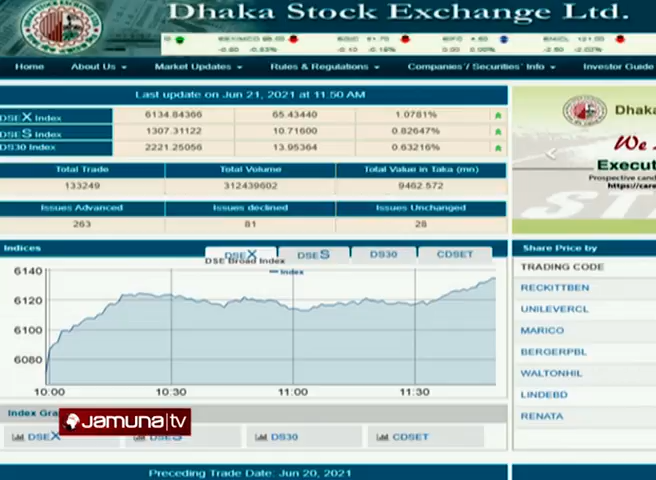 Dhaka Stock Exchange Ltd.
Home About Us Market Updates Rules & Regulations Companies'/ Securities' Info Investor Guide
Last update on Jun 21, 2021 at 11:50 AM
DSEX Index 6134.84366 65.43440 1.0781%
DSES Index 1307.31122 10.71600 0.82647%
DS30 Index 2221.25056 13.95364 0.63216%
Total Trade Total Volume Total Value in Taka (mn)
133249 312439602 9462.572
Issues Advanced Issues declined Issues Unchanged
263 81 28
Dhaka
We
Execut
Prospective cand
https://care
Indices DSEX DSES DS30 CDSET
DSE Broad Index
Index
6140
6120
6100
6080
10:00 10:30 11:00 11:30
Share Price by
TRADING CODE
RECKITTBEN
UNILEVERCL
MARICO
BERGERPBL
WALTONHIL
LINDEBD
RENATA
Index Gra
Jamuna|tv
DSEX DSES DS30 CDSET
Preceding Trade Date: Jun 20, 2021